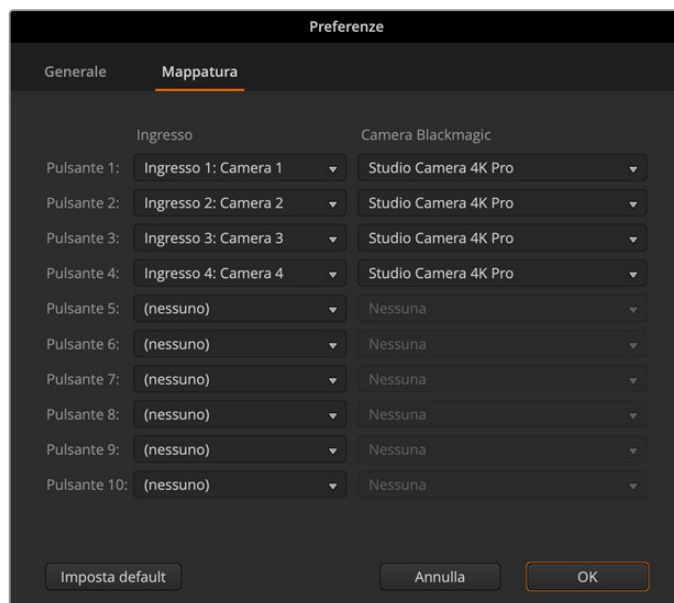 Preferenze
Generale Mappatura
Ingresso Camera Blackmagic
Pulsante 1: Ingresso 1: Camera 1 Studio Camera 4K Pro
Pulsante 2: Ingresso 2: Camera 2 Studio Camera 4K Pro
Pulsante 3: Ingresso 3: Camera 3 Studio Camera 4K Pro
Pulsante 4: Ingresso 4: Camera 4 Studio Camera 4K Pro
Pulsante 5: (nessuno) Nessuna
Pulsante 6: (nessuno) Nessuna
Pulsante 7: (nessuno) Nessuna
Pulsante 8: (nessuno) Nessuna
Pulsante 9: (nessuno) Nessuna
Pulsante 10: (nessuno) Nessuna
Imposta default Annulla OK